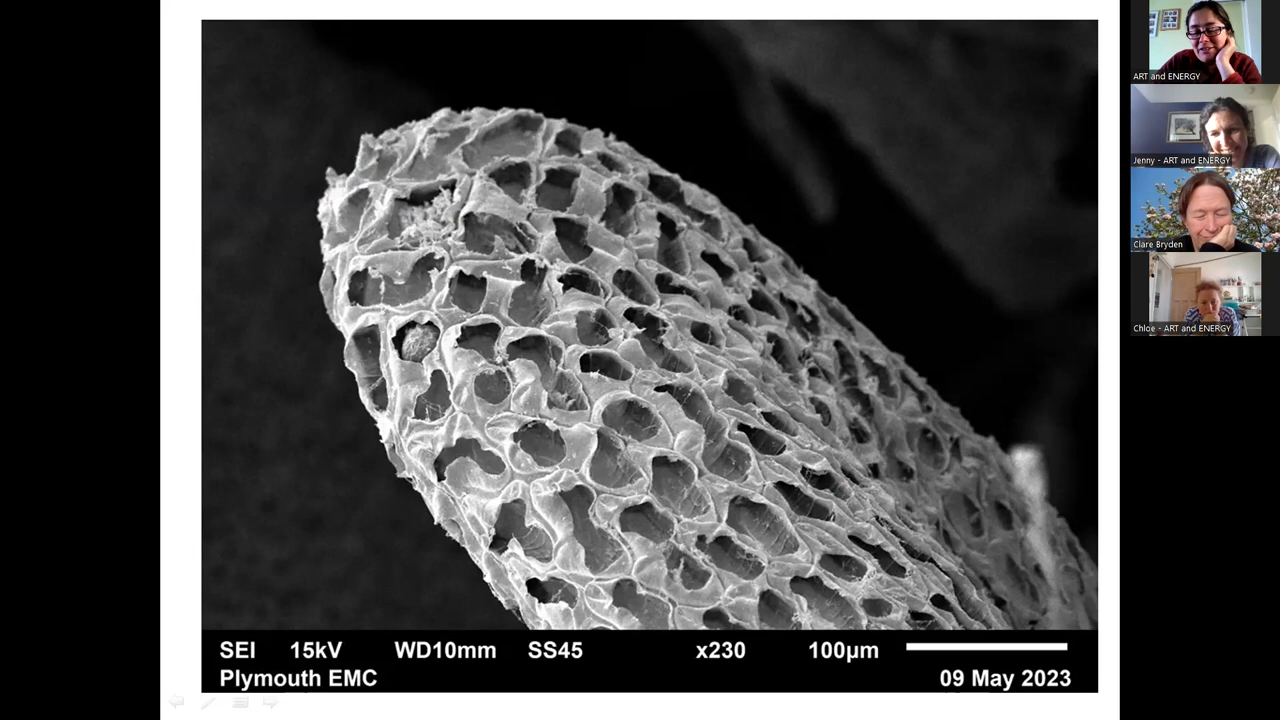 SEI 15kV WD10mm SS45 x230 100µm
Plymouth EMC 09 May 2023
ART and ENERGY
Jenny - ART and ENERGY
Clare Bryden
Chloe - ART and ENERGY